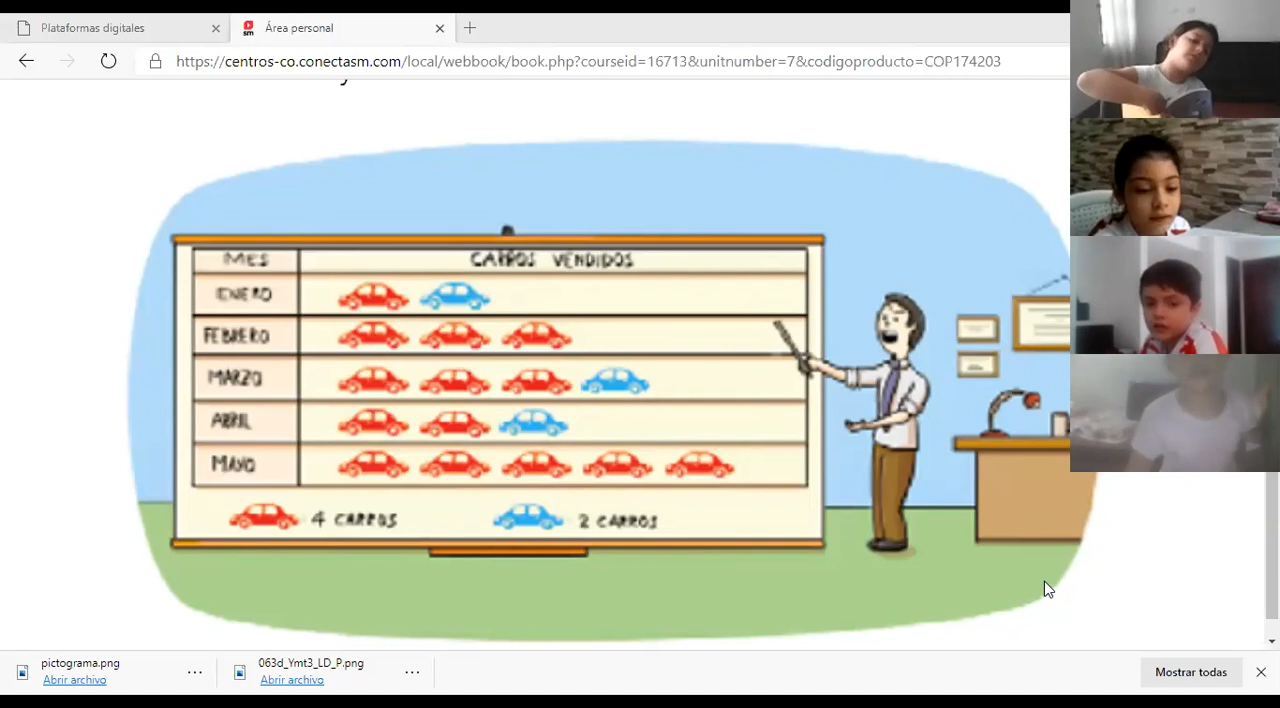 Plataformas digitales
sm Área personal
https://centros-co.conectasm.com/local/webbook/book.php?courseid=16713&unitnumber=7&codigoproducto=COP174203
MES CARROS VENDIDOS
ENERO
FEBRERO
MARZO
ABRIL
MAYO
4 CARROS 2 CARROS
pictograma.png 063d_Ymt3_LD_P.png
Abrir archivo Abrir archivo
Mostrar todas